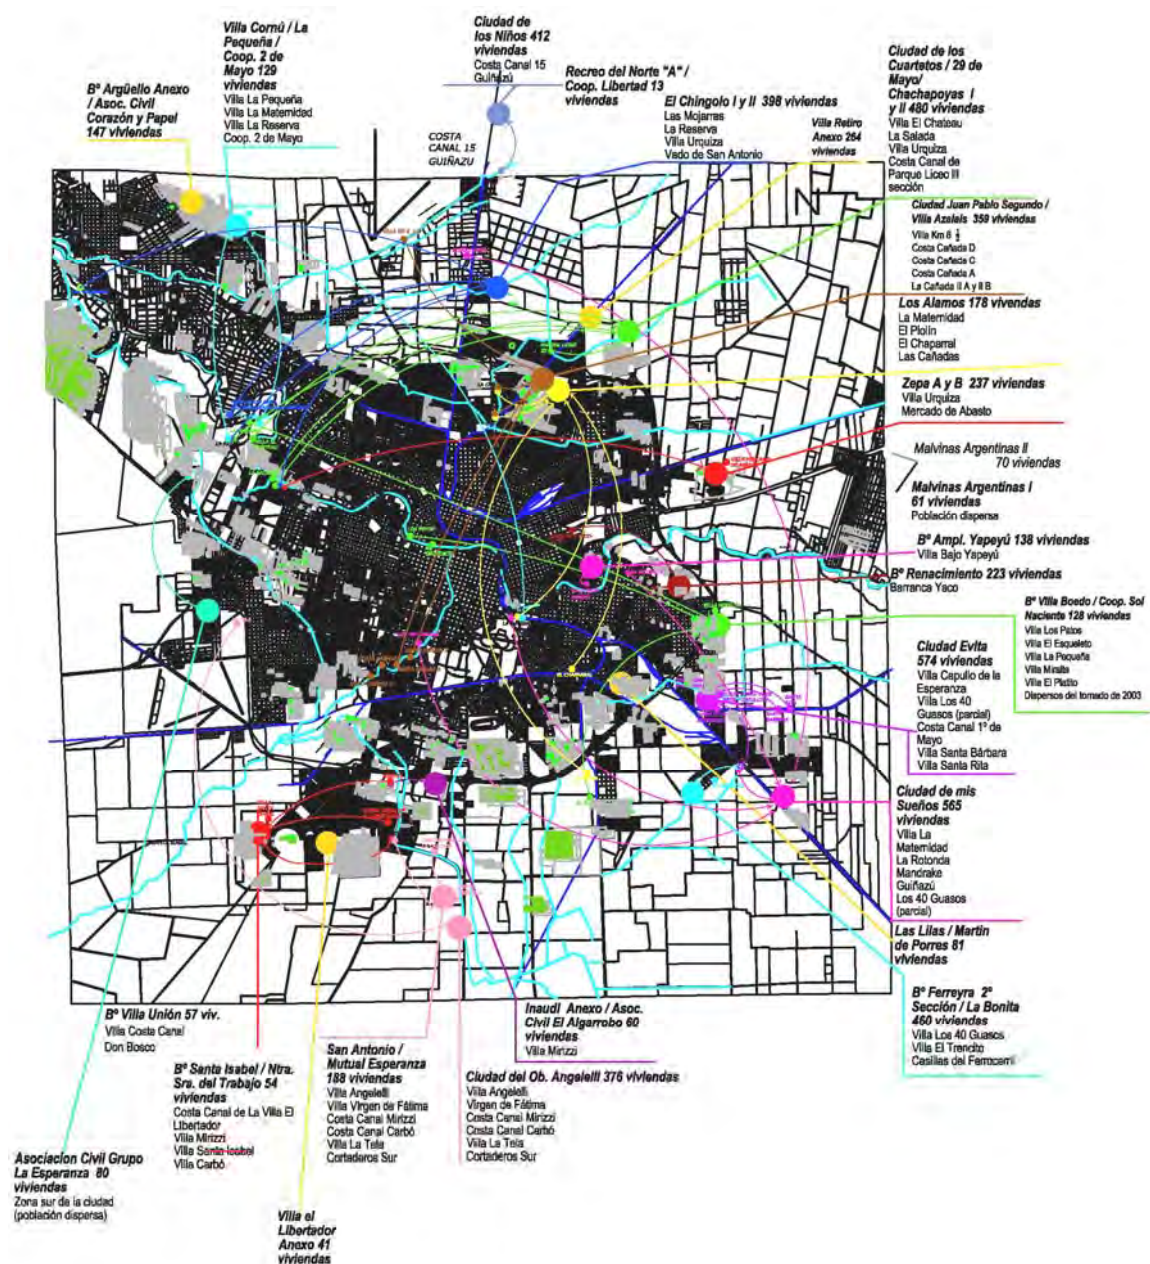 Ciudad de
los Niños 412
viviendas
Costa Canal 15
Guiñazú
Villa Cornú / La
Pequeña /
Coop. 2 de
Mayo 129
viviendas
Villa La Pequeña
Villa La Maternidad
Villa La Reserva
Coop. 2 de Mayo
Bº Argüello Anexo
/ Asoc. Civil
Corazón y Papel
147 viviendas
Recreo del Norte "A" /
Coop. Libertad 13
viviendas
El Chingolo I y II 398 viviendas
Las Mojarras
La Reserva
Villa Urquiza
Vado de San Antonio
Villa Retiro
Anexo 264
viviendas
Ciudad de los
Cuartetos / 29 de
Mayo/
Chachapoyas I
y II 480 viviendas
Villa El Chateau
La Salada
Villa Urquiza
Costa Canal de
Parque Liceo III
sección
COSTA
CANAL 15
GUIÑAZU
Ciudad Juan Pablo Segundo /
Villa Azalais 359 viviendas
Villa Km 8 ½
Costa Cañada D
Costa Cañada C
Costa Cañada A
La Cañada II A y II B
Los Alamos 178 vivendas
La Maternidad
El Piolín
El Chaparral
Las Cañadas
Zepa A y B 237 viviendas
Villa Urquiza
Mercado de Abasto
Malvinas Argentinas II
70 viviendas
Malvinas Argentinas I
61 viviendas
Población dispersa
Bº Ampl. Yapeyú 138 viviendas
Villa Bajo Yapeyú
Bº Renacimiento 223 viviendas
Barranca Yaco
Bº Villa Boedo / Coop. Sol
Naciente 128 viviendas
Villa Los Patos
Villa El Esqueleto
Villa La Pequeña
Villa Miralta
Villa El Platito
Dispersos del tornado de 2003
Ciudad Evita
574 viviendas
Villa Capullo de la
Esperanza
Villa Los 40
Guasos (parcial)
Costa Canal 1º de
Mayo
Villa Santa Bárbara
Villa Santa Rita
EL CHAPARRAL
Ciudad de mis
Sueños 565
viviendas
Villa La
Maternidad
La Rotonda
Mandrake
Guiñazú
Los 40 Guasos
(parcial)
Las Lilas / Martin
de Porres 81
viviendas
Bº Ferreyra 2º
Sección / La Bonita
460 viviendas
Villa Los 40 Guasos
Villa El Trencito
Casillas del Ferrocarril
Bº Villa Unión 57 viv.
Villa Costa Canal
Don Bosco
Inaudi Anexo / Asoc.
Civil El Algarrobo 60
viviendas
Villa Mirizzi
Bº Santa Isabel / Ntra.
Sra. del Trabajo 54
viviendas
Costa Canal de La Villa El
Libertador
Villa Mirizzi
Villa Santa Isabel
Villa Carbó
San Antonio /
Mutual Esperanza
188 viviendas
Villa Angelelli
Villa Virgen de Fátima
Costa Canal Mirizzi
Costa Canal Carbó
Villa La Tela
Cortaderos Sur
Ciudad del Ob. Angelelli 376 viviendas
Villa Angelelli
Virgen de Fátima
Costa Canal Mirizzi
Costa Canal Carbó
Villa La Tela
Cortaderos Sur
Asociacion Civil Grupo
La Esperanza 80
viviendas
Zona sur de la ciudad
(población dispersa)
Villa el
Libertador
Anexo 41
viviendas